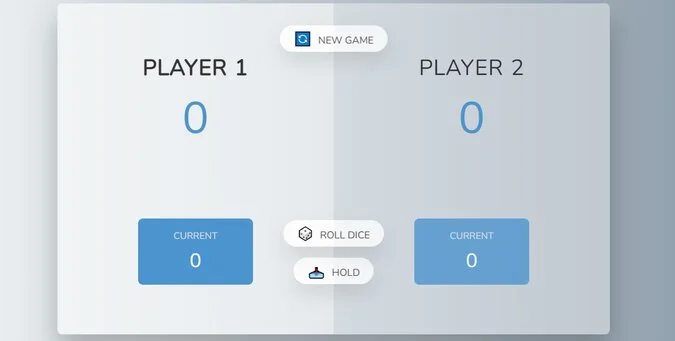 NEW GAME
PLAYER 1
0
PLAYER 2
0
CURRENT
0
ROLL DICE
HOLD
CURRENT
0